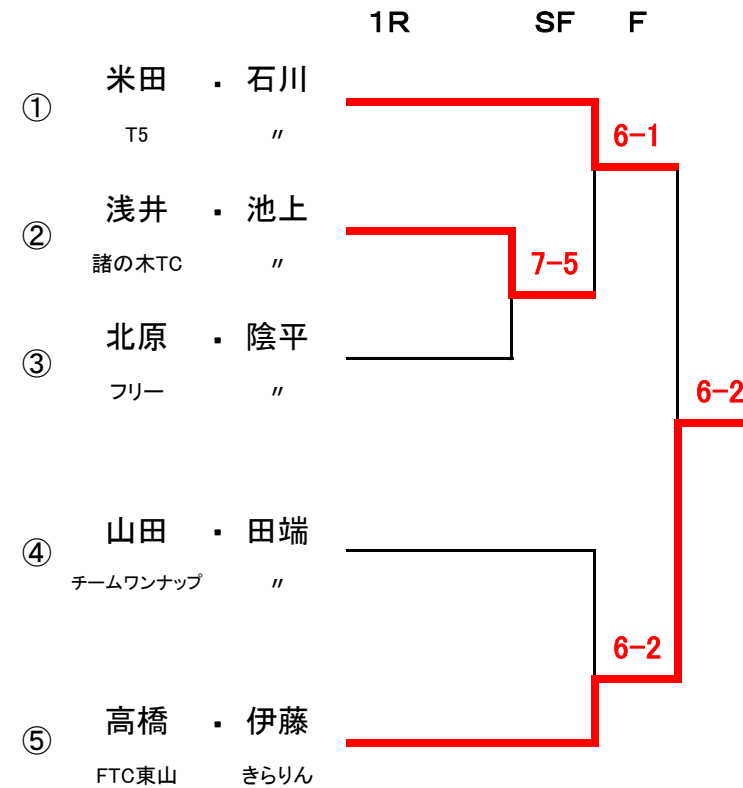 1R SF F
① 米田 ・ 石川
T5 〃
6-1
② 浅井 ・ 池上
諸の木TC 〃
7-5
③ 北原 ・ 陰平
フリー 〃
6-2
④ 山田 ・ 田端
チームワンナップ 〃
6-2
⑤ 高橋 ・ 伊藤
FTC東山 きらりん